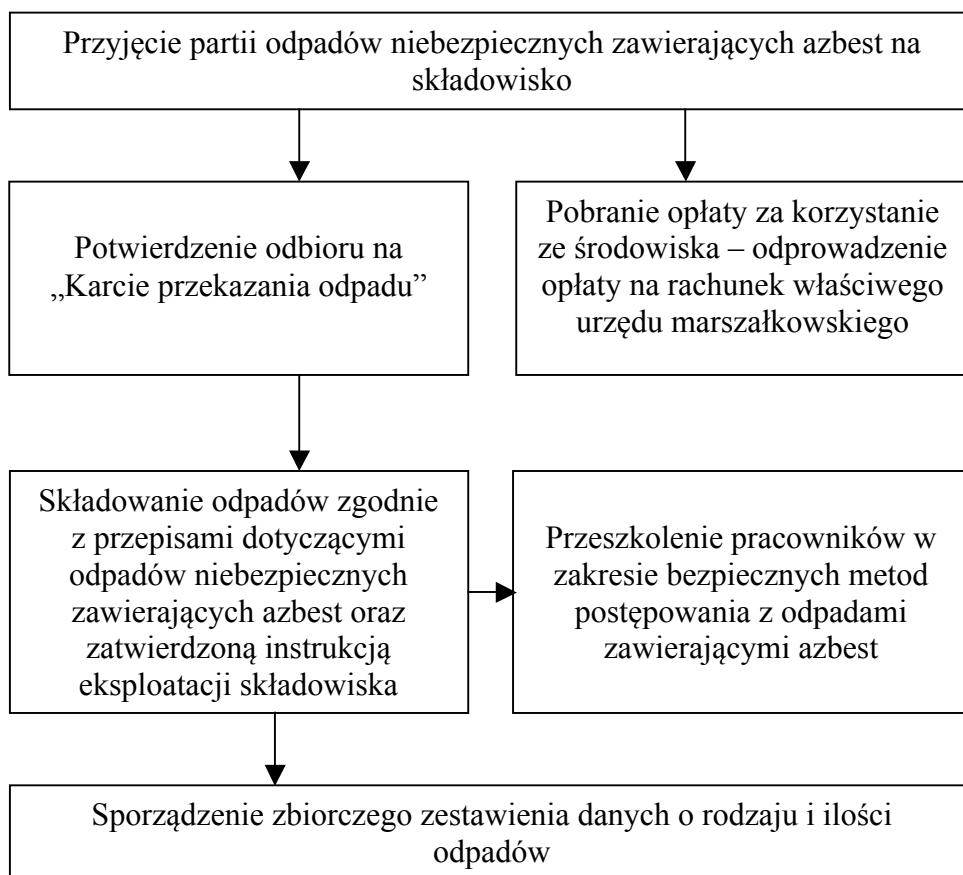 Przyjęcie partii odpadów niebezpiecznych zawierających azbest na
składowisko
Potwierdzenie odbioru na
„Karcie przekazania odpadu”
Pobranie opłaty za korzystanie
ze środowiska – odprowadzenie
opłaty na rachunek właściwego
urzędu marszałkowskiego
Składowanie odpadów zgodnie
z przepisami dotyczącymi
odpadów niebezpiecznych
zawierających azbest oraz
zatwierdzoną instrukcją
eksploatacji składowiska
Przeszkolenie pracowników w
zakresie bezpiecznych metod
postępowania z odpadami
zawierającymi azbest
Sporządzenie zbiorczego zestawienia danych o rodzaju i ilości
odpadów